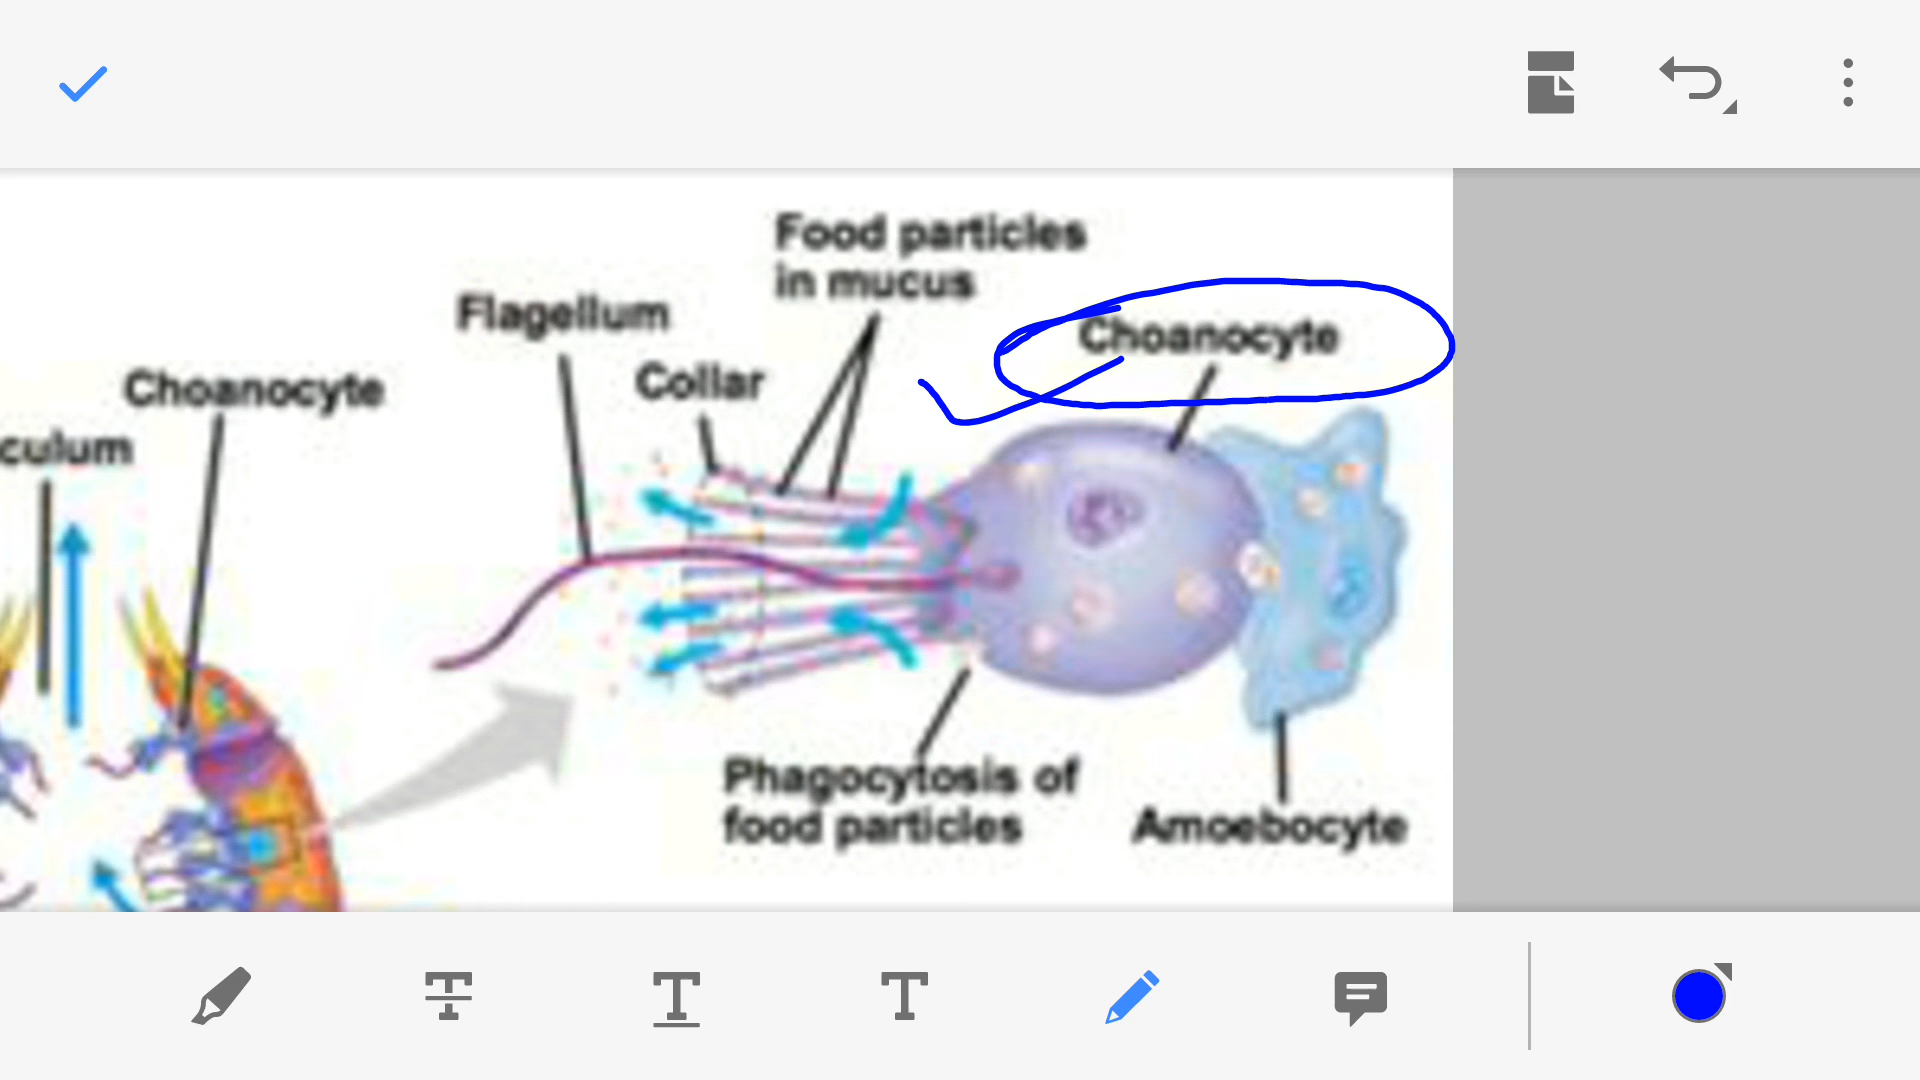 Food particles
in mucus
Flagellum
Choanocyte
Collar
Choanocyte
culum
Phagocytosis of
food particles
Amoebocyte